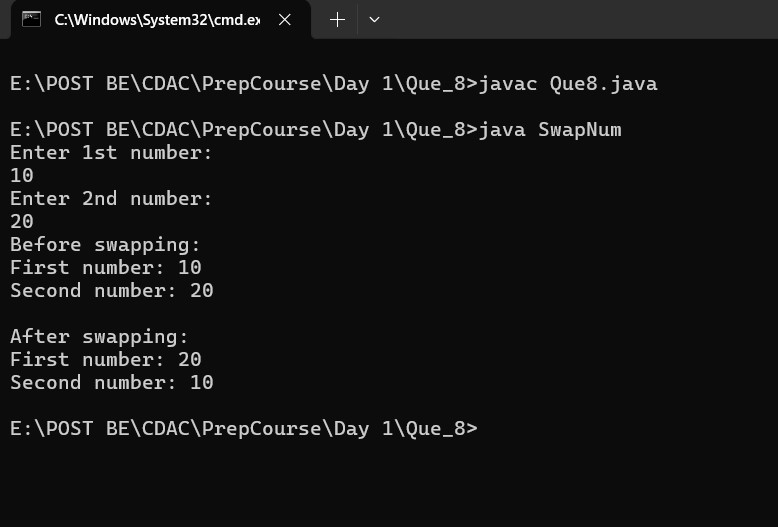 C:\Windows\System32\cmd.ex
E:\POST BE\CDAC\PrepCourse\Day 1\Que_8>javac Que8.java
E:\POST BE\CDAC\PrepCourse\Day 1\Que_8>java SwapNum
Enter 1st number:
10
Enter 2nd number:
20
Before swapping:
First number: 10
Second number: 20
After swapping:
First number: 20
Second number: 10
E:\POST BE\CDAC\PrepCourse\Day 1\Que_8>